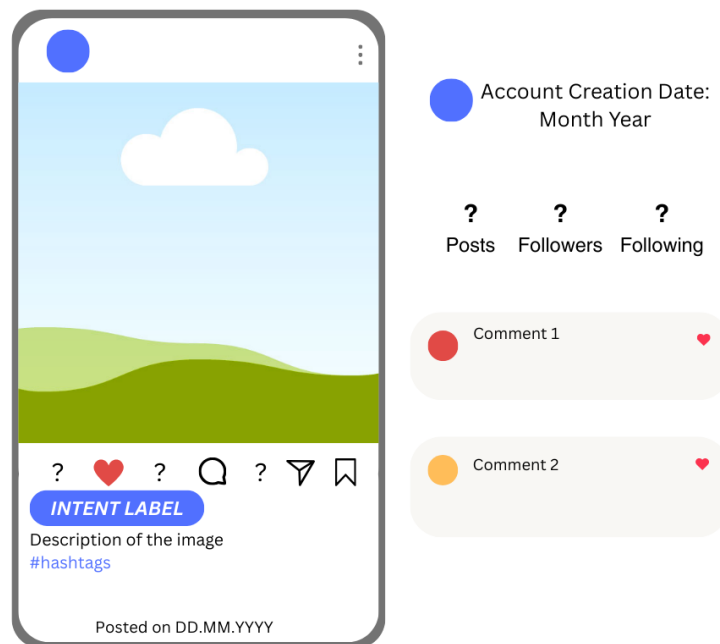 ? ? ?
INTENT LABEL
Description of the image
#hashtags
Posted on DD.MM.YYYY
Account Creation Date:
Month Year
? ? ?
Posts Followers Following
Comment 1
Comment 2